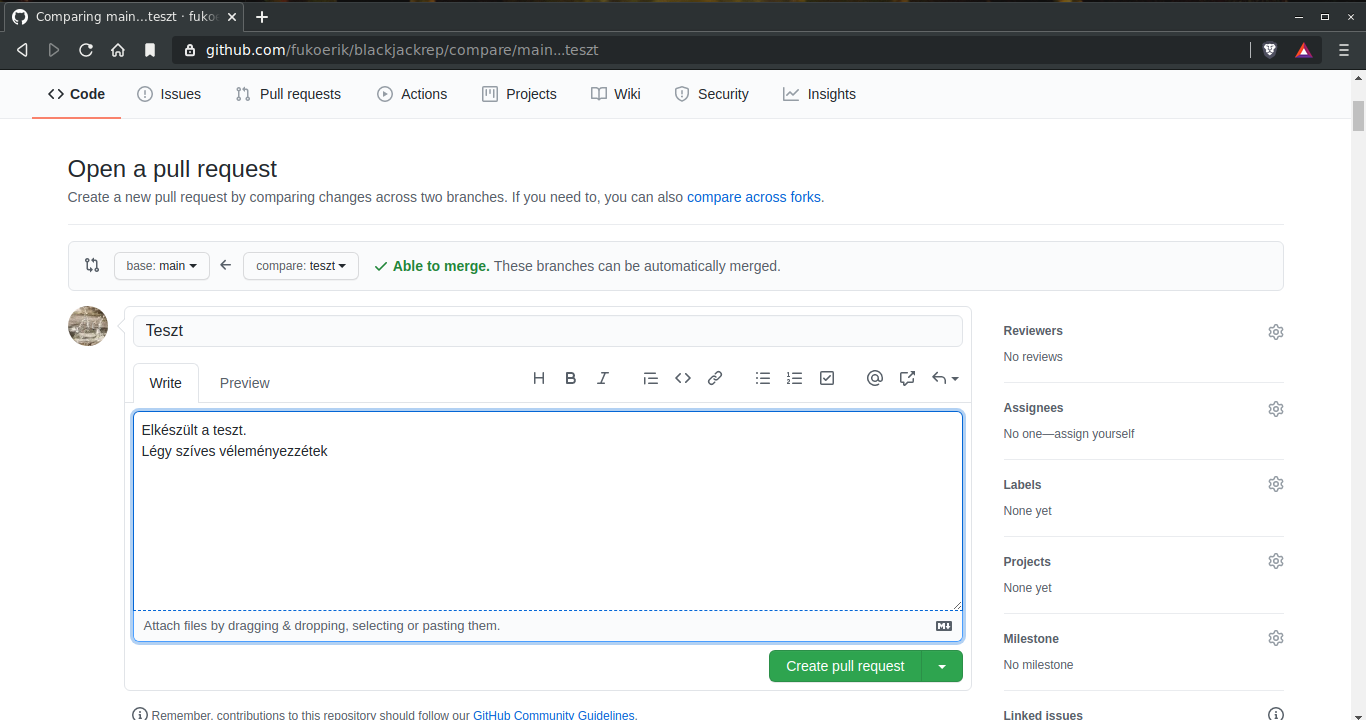 Comparing main...teszt · fuko
github.com/fukoerik/blackjackrep/compare/main...teszt
Code Issues Pull requests Actions Projects Wiki Security Insights
Open a pull request
Create a new pull request by comparing changes across two branches. If you need to, you can also compare across forks.
base: main compare: teszt Able to merge. These branches can be automatically merged.
Teszt
Write Preview
Elkészült a teszt.
Légy szíves véleményezzétek
Attach files by dragging & dropping, selecting or pasting them.
Create pull request
Remember, contributions to this repository should follow our GitHub Community Guidelines.
Reviewers
No reviews
Assignees
No one—assign yourself
Labels
None yet
Projects
None yet
Milestone
No milestone
Linked issues